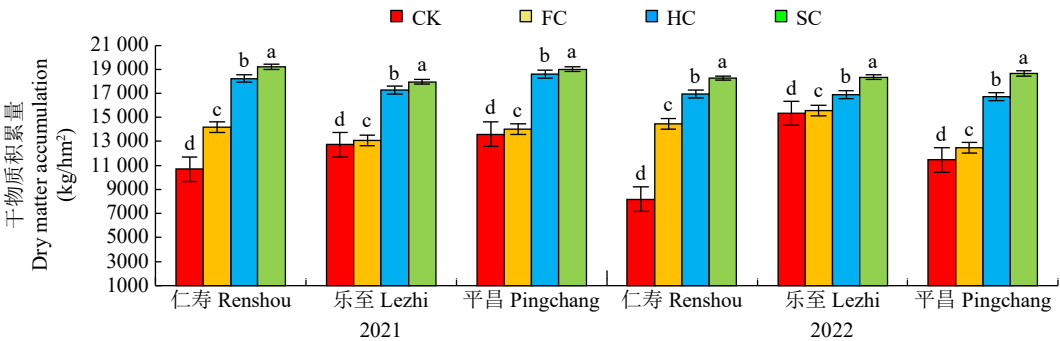 CK FC HC SC
干物质积累量
Dry matter accumulation
(kg/hm²)
21 000
19 000
17 000
15 000
13 000
11 000
9000
7000
5000
3000
1000
d c b a d c b a d c b a d c b a d c b a d c b a
仁寿 Renshou 乐至 Lezhi 平昌 Pingchang 仁寿 Renshou 乐至 Lezhi 平昌 Pingchang
2021 2022